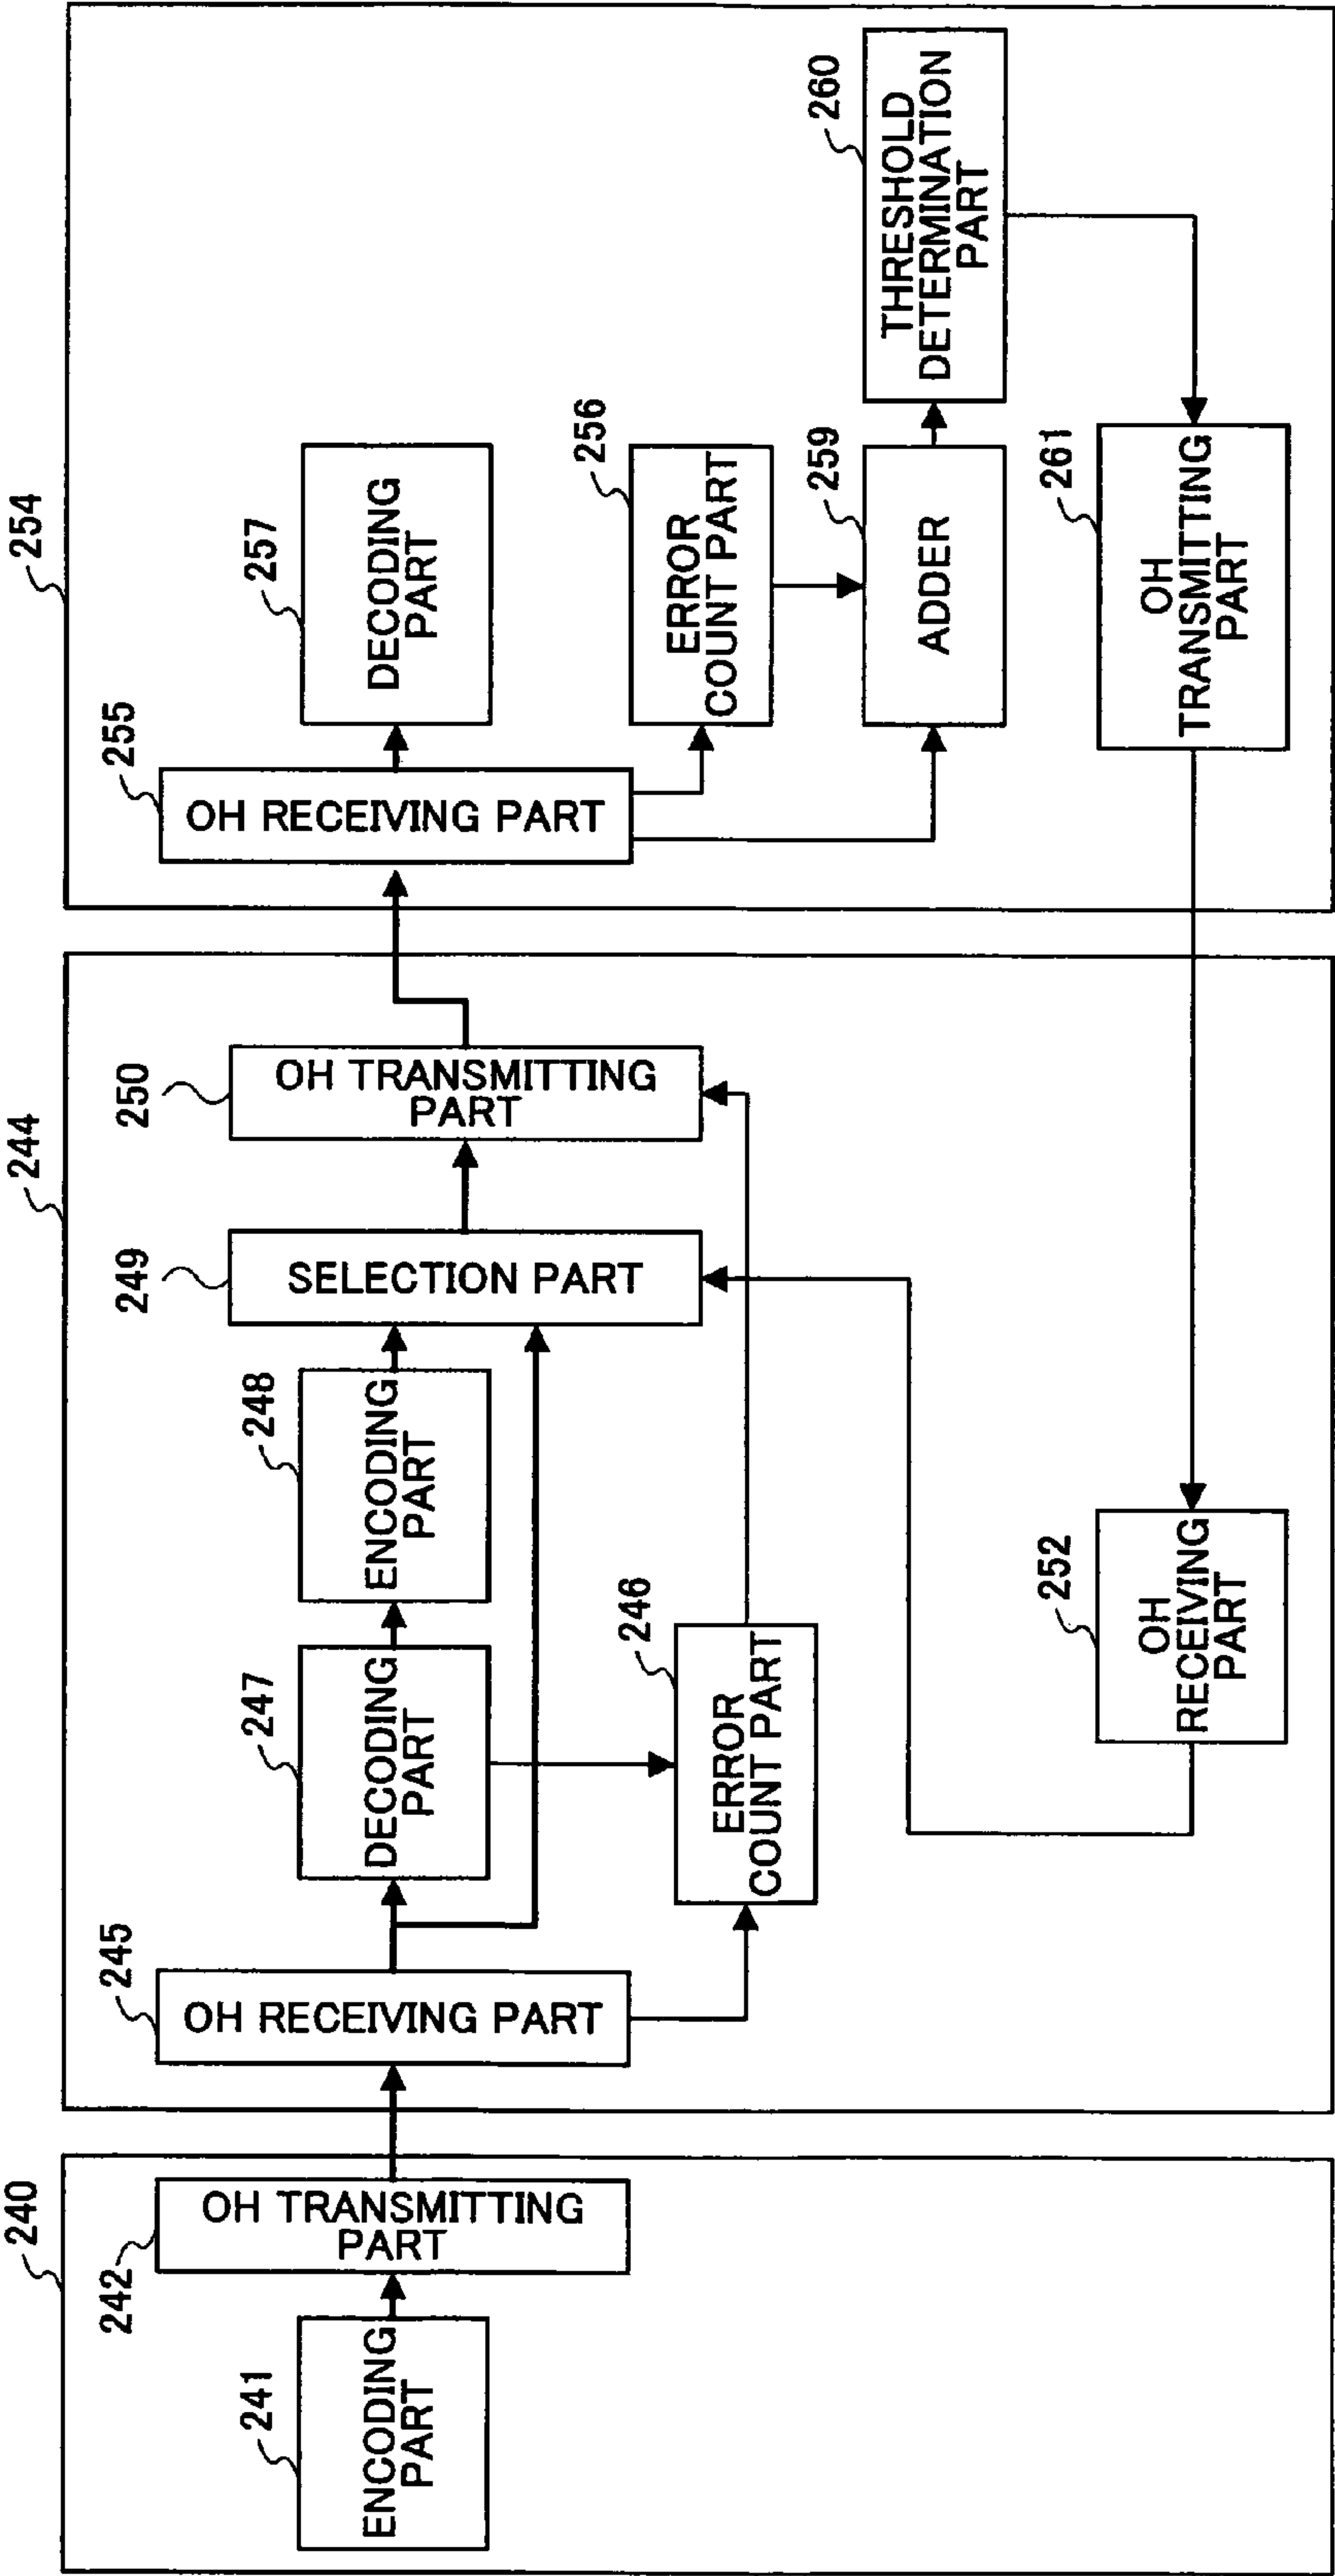 240
242
OH TRANSMITTING
PART
241
ENCODING
PART
244
245
OH RECEIVING PART
247
DECODING
PART
248
ENCODING
PART
249
SELECTION PART
250
OH TRANSMITTING
PART
246
ERROR
COUNT PART
252
OH
RECEIVING
PART
254
255
OH RECEIVING PART
257
DECODING
PART
256
ERROR
COUNT PART
259
ADDER
260
THRESHOLD
DETERMINATION
PART
261
OH
TRANSMITTING
PART